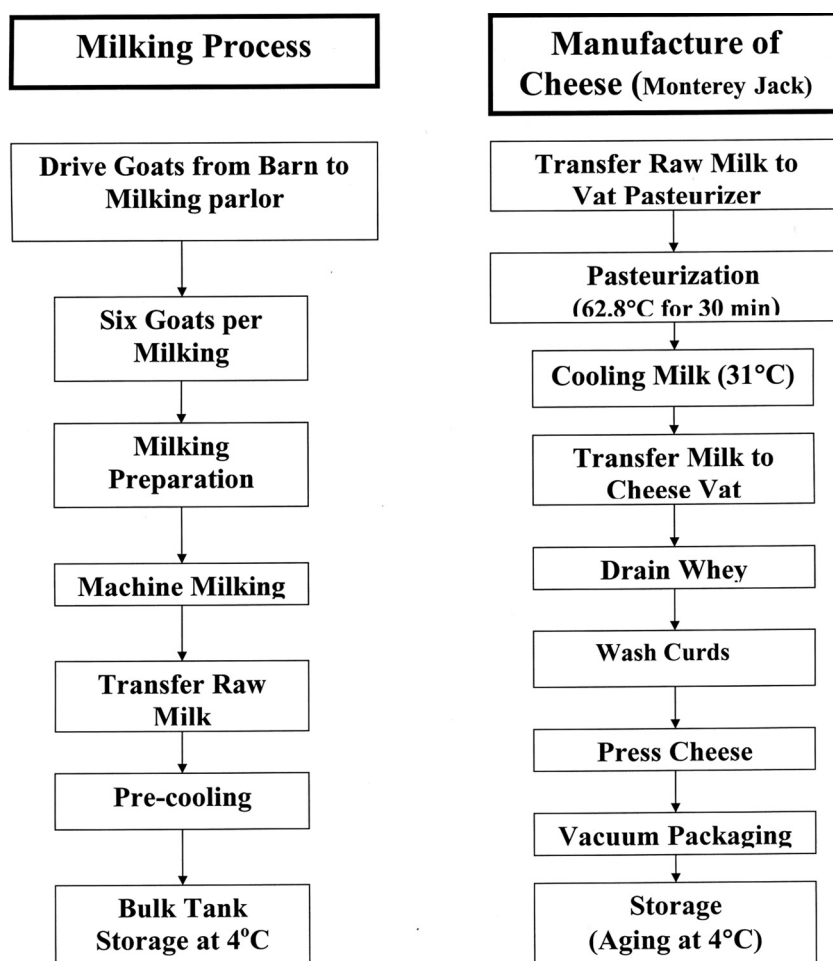 Milking Process
Drive Goats from Barn to
Milking parlor
Six Goats per
Milking
Milking
Preparation
Machine Milking
Transfer Raw
Milk
Pre-cooling
Bulk Tank
Storage at 4°C
Manufacture of
Cheese (Monterey Jack)
Transfer Raw Milk to
Vat Pasteurizer
Pasteurization
(62.8°C for 30 min)
Cooling Milk (31°C)
Transfer Milk to
Cheese Vat
Drain Whey
Wash Curds
Press Cheese
Vacuum Packaging
Storage
(Aging at 4°C)